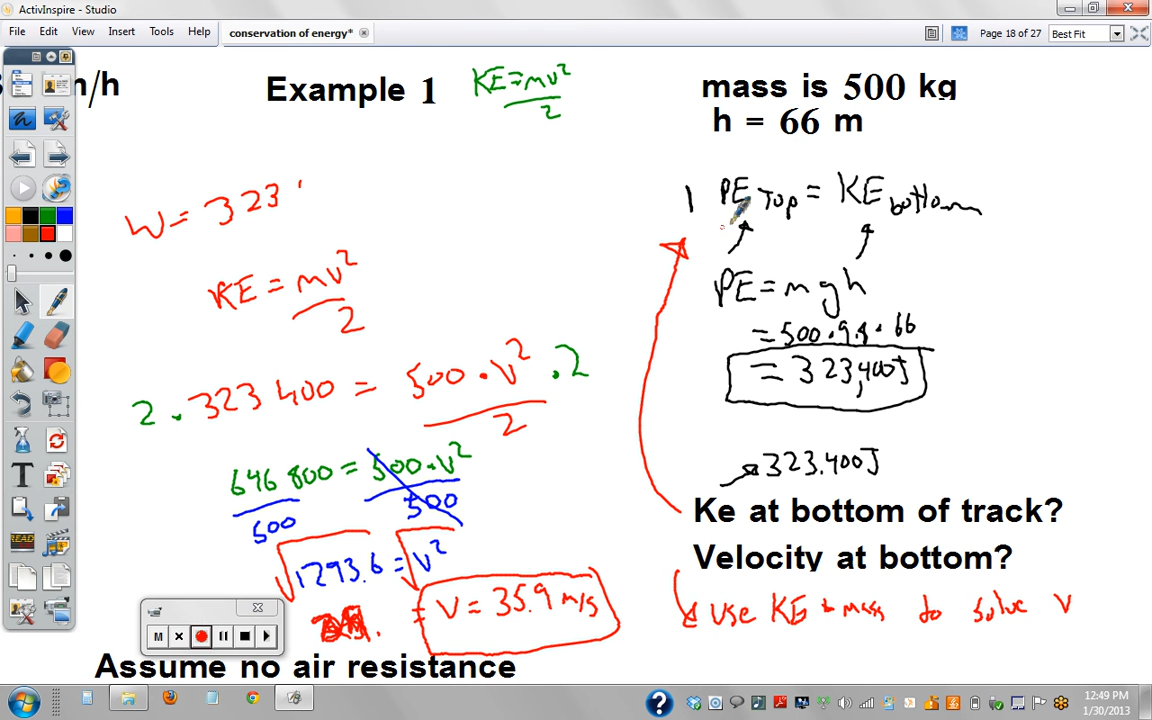 ActivInspire - Studio
File Edit View Insert Tools Help
conservation of energy*
Page 18 of 27
Best Fit
m/h
Example 1
KE = mv²/2
mass is 500 kg
h = 66 m
1 PE Top = KE bottom
W = 323
KE = mv²/2
PE = mgh
= 500 · 9.8 · 66
= 323,400J
2 · 323 400 = 500 · v²/2 · 2
646 800 = 500 · v²
500 500
323.400J
Ke at bottom of track?
Velocity at bottom?
√1293.6 = √v²
= V = 35.9 m/s
Use KE + mass to solve v
M
Assume no air resistance
READ
12:49 PM
1/30/2013